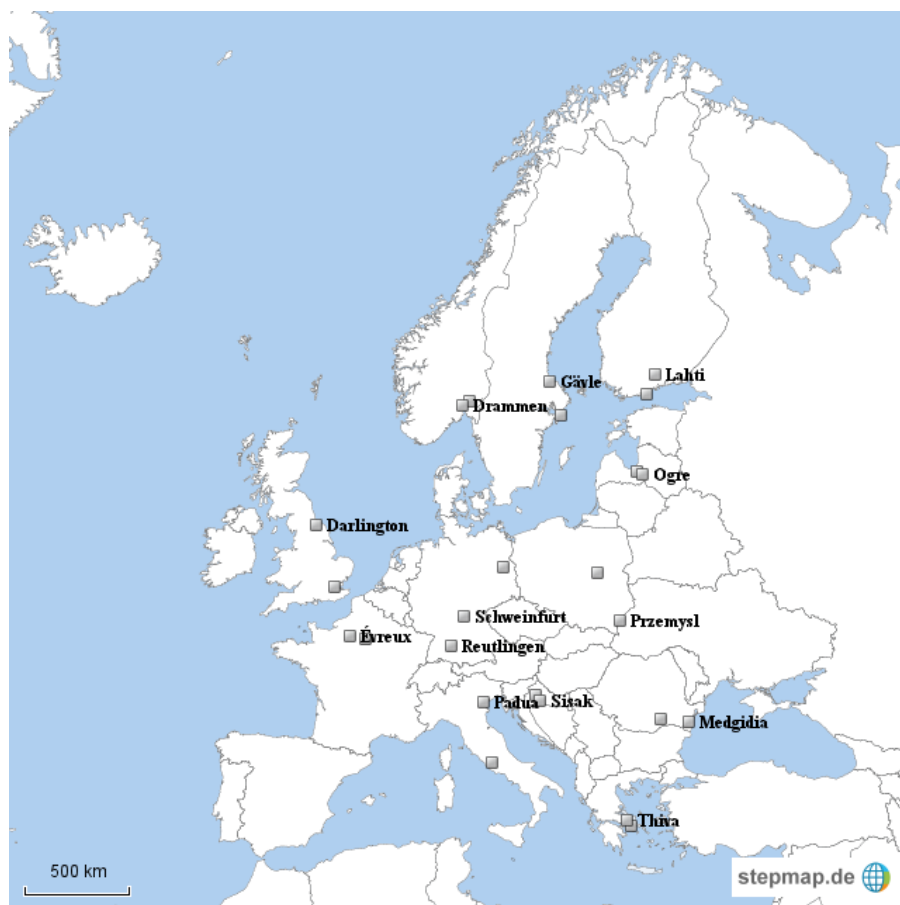 Lahti
Gävle
Drammen
Ogre
Darlington
Schweinfurt
Przemysl
Évreux
Reutlingen
Padua
Sisak
Medgidia
Thiva
500 km
stepmap.de